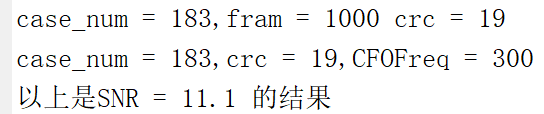 case_num = 183,fram = 1000 crc = 19
case_num = 183,crc = 19,CFOFreq = 300
以上是SNR = 11.1 的结果